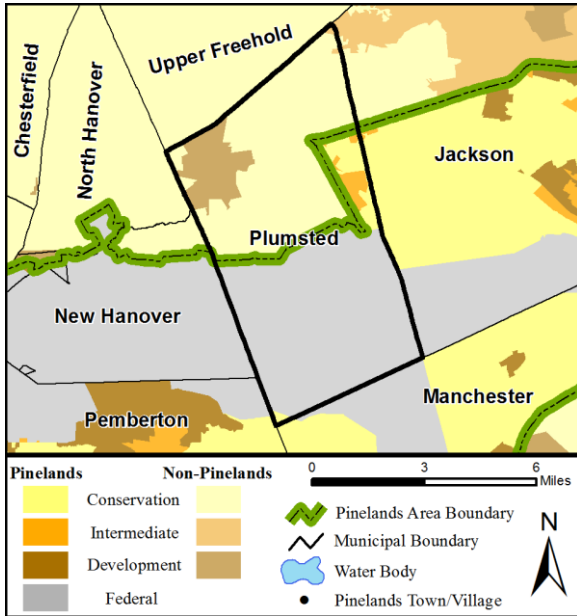 Upper Freehold
Chesterfield
North Hanover
Jackson
Plumsted
New Hanover
Manchester
Pemberton
Pinelands Non-Pinelands
Conservation
Intermediate
Development
Federal
0 3 6
Miles
Pinelands Area Boundary
Municipal Boundary
Water Body
Pinelands Town/Village
N